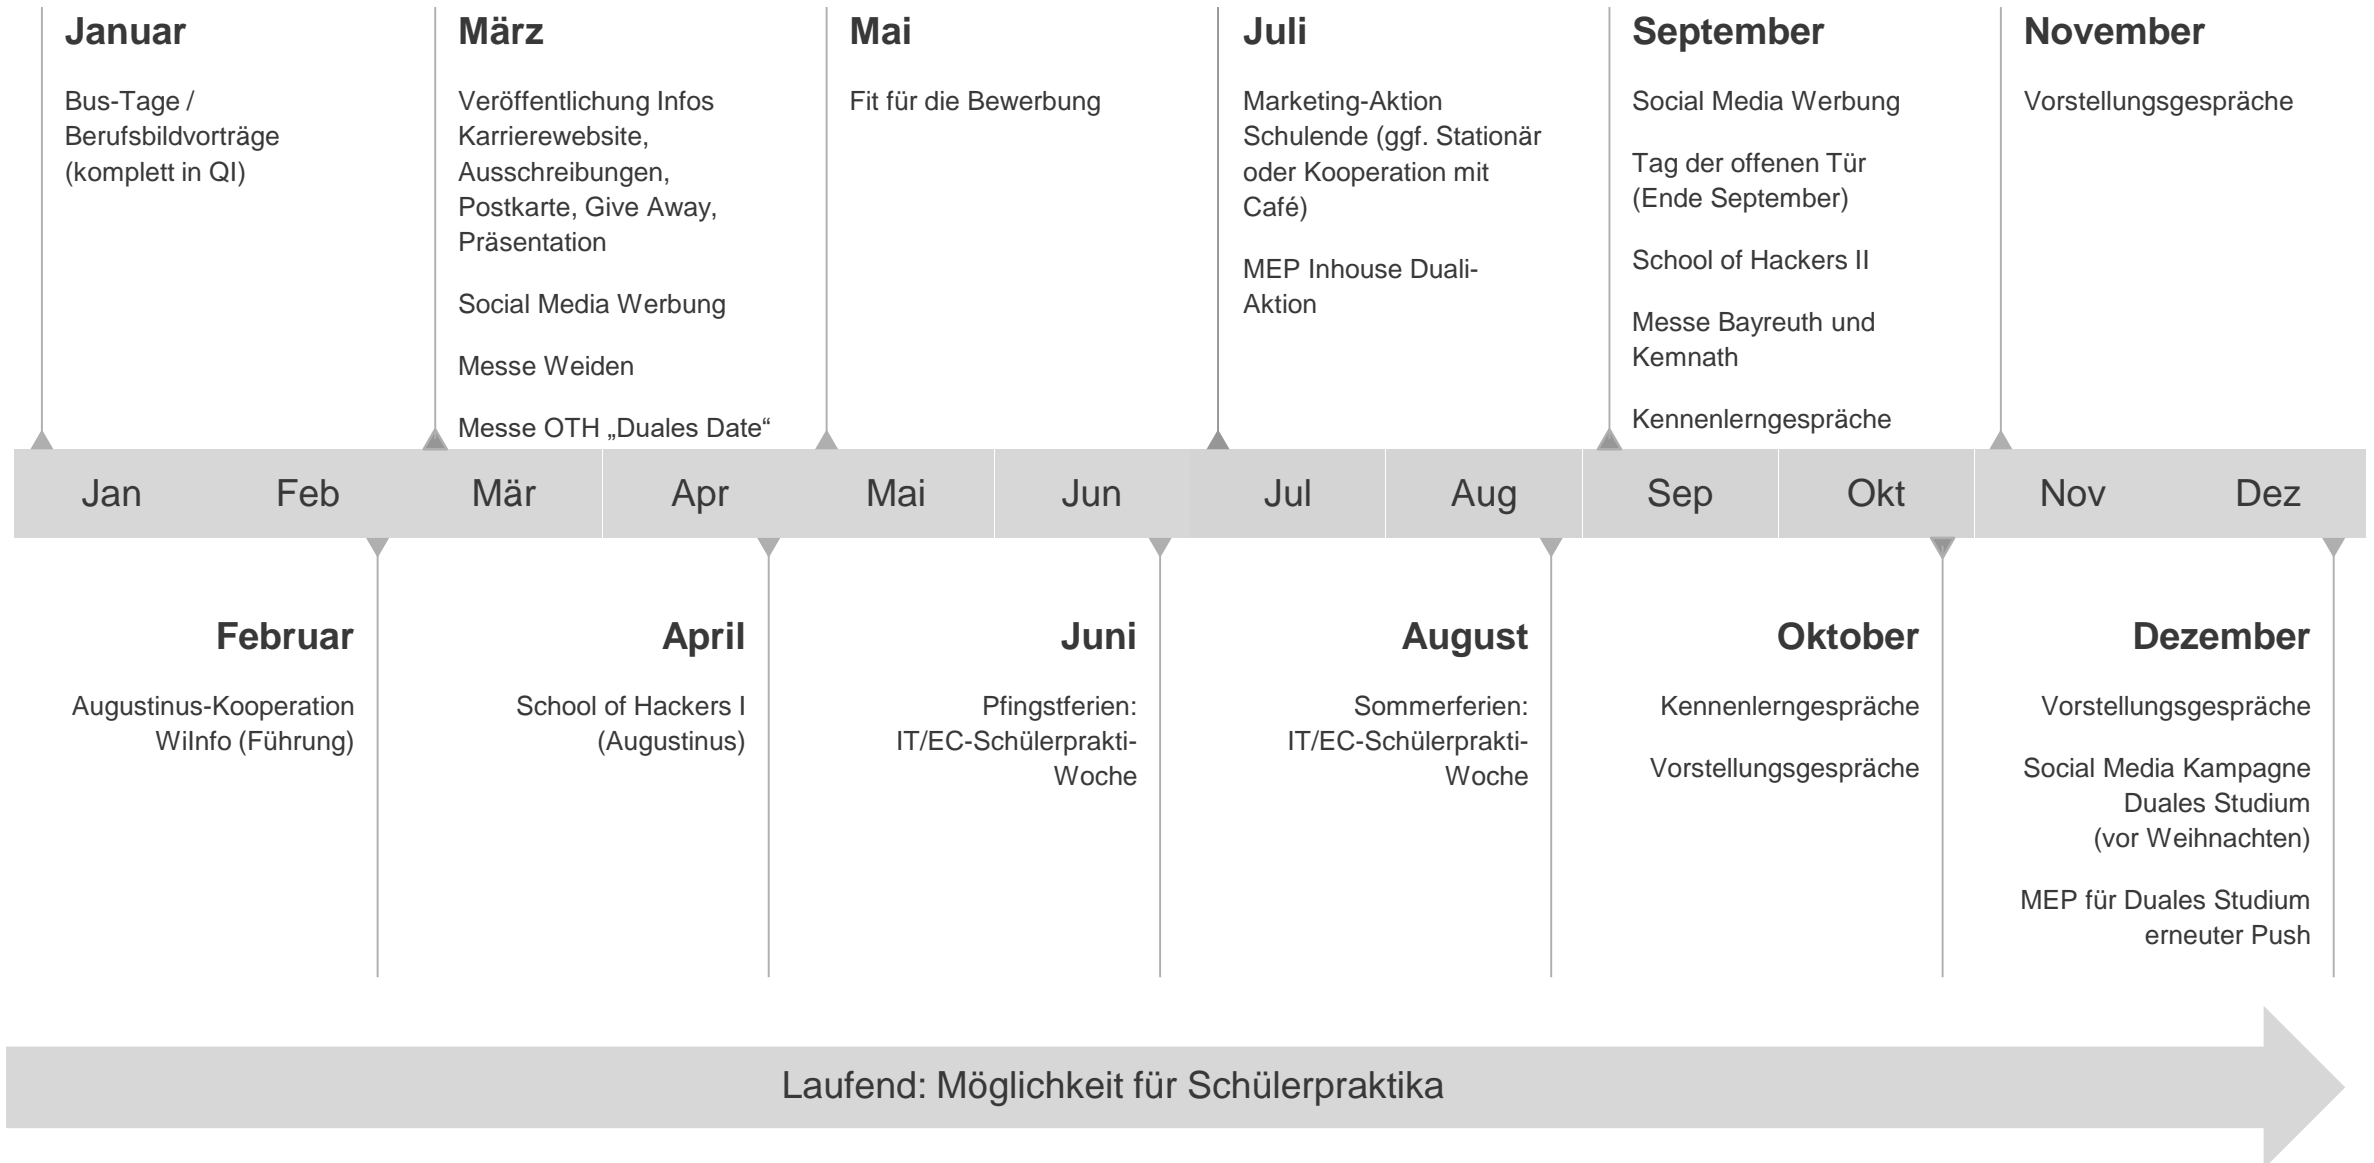 Januar
Bus-Tage /
Berufsbildvorträge
(komplett in QI)
März
Veröffentlichung Infos
Karrierewebsite,
Ausschreibungen,
Postkarte, Give Away,
Präsentation
Social Media Werbung
Messe Weiden
Messe OTH „Duales Date“
Mai
Fit für die Bewerbung
Juli
Marketing-Aktion
Schulende (ggf. Stationär
oder Kooperation mit
Café)
MEP Inhouse Duali-
Aktion
September
Social Media Werbung
Tag der offenen Tür
(Ende September)
School of Hackers II
Messe Bayreuth und
Kemnath
Kennenlerngespräche
November
Vorstellungsgespräche
Jan Feb Mär Apr Mai Jun Jul Aug Sep Okt Nov Dez
Februar
Augustinus-Kooperation
WiInfo (Führung)
April
School of Hackers I
(Augustinus)
Juni
Pfingstferien:
IT/EC-Schülerprakti-
Woche
August
Sommerferien:
IT/EC-Schülerprakti-
Woche
Oktober
Kennenlerngespräche
Vorstellungsgespräche
Dezember
Vorstellungsgespräche
Social Media Kampagne
Duales Studium
(vor Weihnachten)
MEP für Duales Studium
erneuter Push
Laufend: Möglichkeit für Schülerpraktika